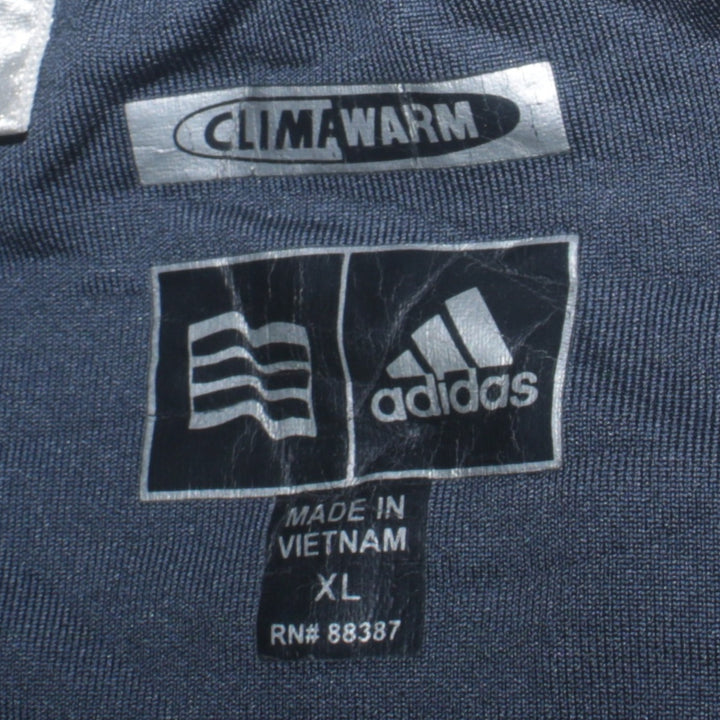 CLIMAWARM
adidas
MADE IN
VIETNAM
XL
RN# 88387